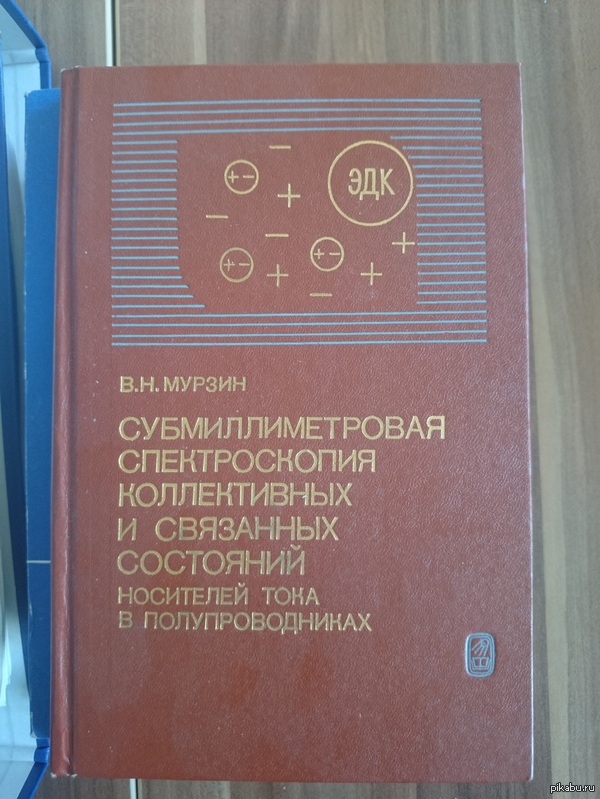 ЭДК
В.Н. МУРЗИН
СУБМИЛЛИМЕТРОВАЯ
СПЕКТРОСКОПИЯ
КОЛЛЕКТИВНЫХ
И СВЯЗАННЫХ
СОСТОЯНИЙ
НОСИТЕЛЕЙ ТОКА
В ПОЛУПРОВОДНИКАХ
pikabu.ru